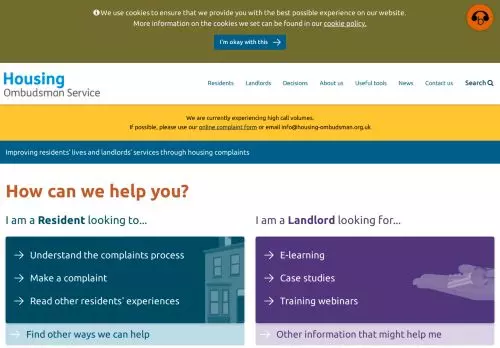 We use cookies to ensure that we provide you with the best possible experience on our website.
More information on the cookies we set can be found in our cookie policy.
I'm okay with this
Housing
Ombudsman Service
Residents Landlords Decisions About us Useful tools News Contact us Search
We are currently experiencing high call volumes.
If possible, please use our online complaint form or email info@housing-ombudsman.org.uk
Improving residents' lives and landlords' services through housing complaints
How can we help you?
I am a Resident looking to...
Understand the complaints process
Make a complaint
Read other residents' experiences
Find other ways we can help
I am a Landlord looking for...
E-learning
Case studies
Training webinars
Other information that might help me